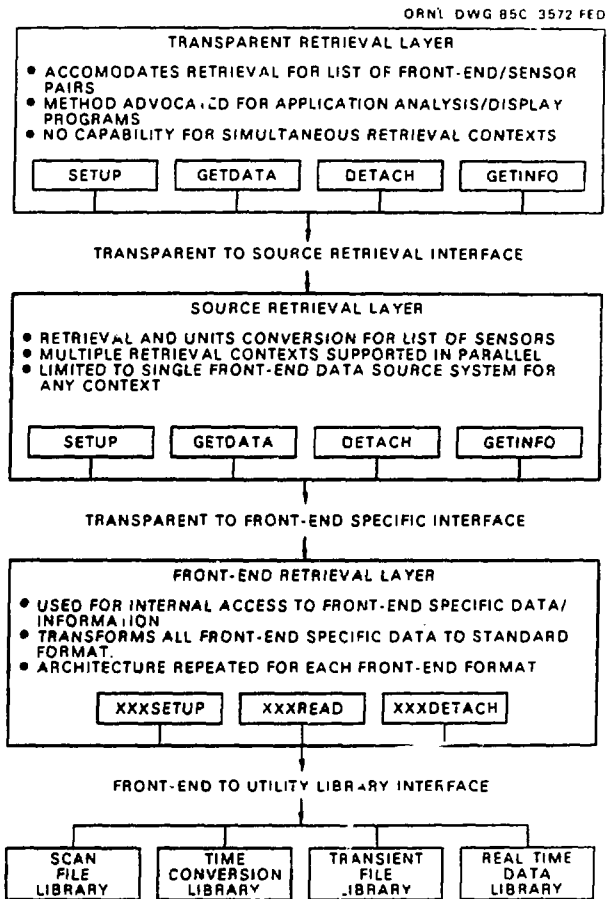 ORNL DWG 85C 3572 FED
TRANSPARENT RETRIEVAL LAYER
● ACCOMODATES RETRIEVAL FOR LIST OF FRONT-END/SENSOR
PAIRS
● METHOD ADVOCATED FOR APPLICATION ANALYSIS/DISPLAY
PROGRAMS
● NO CAPABILITY FOR SIMULTANEOUS RETRIEVAL CONTEXTS
SETUP GETDATA DETACH GETINFO
TRANSPARENT TO SOURCE RETRIEVAL INTERFACE
SOURCE RETRIEVAL LAYER
● RETRIEVAL AND UNITS CONVERSION FOR LIST OF SENSORS
● MULTIPLE RETRIEVAL CONTEXTS SUPPORTED IN PARALLEL
● LIMITED TO SINGLE FRONT-END DATA SOURCE SYSTEM FOR
ANY CONTEXT
SETUP GETDATA DETACH GETINFO
TRANSPARENT TO FRONT-END SPECIFIC INTERFACE
FRONT-END RETRIEVAL LAYER
● USED FOR INTERNAL ACCESS TO FRONT-END SPECIFIC DATA/
INFORMATION
● TRANSFORMS ALL FRONT-END SPECIFIC DATA TO STANDARD
FORMAT.
● ARCHITECTURE REPEATED FOR EACH FRONT-END FORMAT
XXXSETUP XXXREAD XXXDETACH
FRONT-END TO UTILITY LIBRARY INTERFACE
SCAN
FILE
LIBRARY
TIME
CONVERSION
LIBRARY
TRANSIENT
FILE
LIBRARY
REAL TIME
DATA
LIBRARY